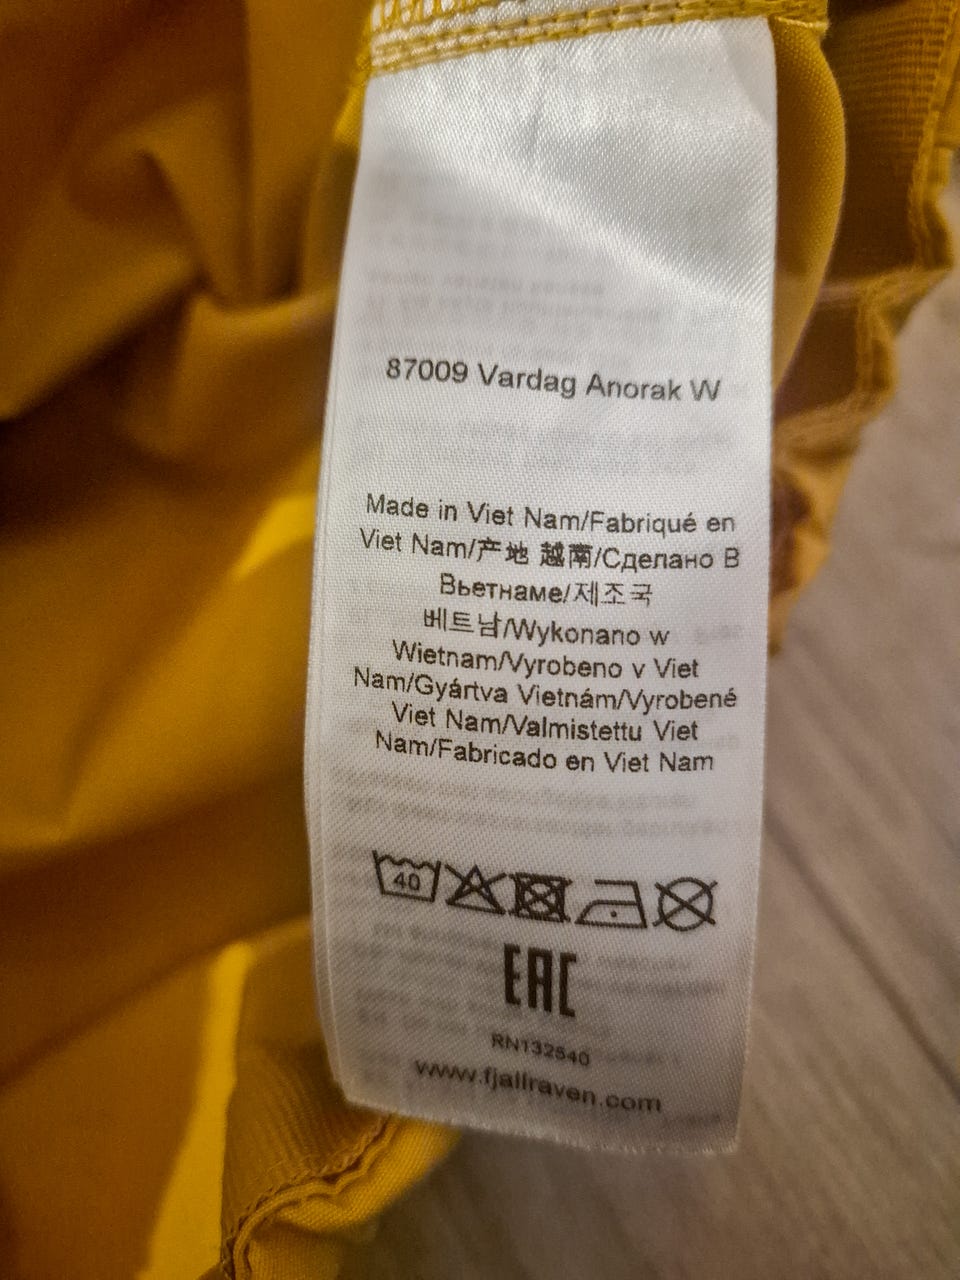 87009 Vardag Anorak W
Made in Viet Nam/Fabriqué en
Viet Nam/产地 越南/Сделано В
Вьетнаме/제조국
베트남/Wykonano w
Wietnam/Vyrobeno v Viet
Nam/Gyártva Vietnám/Vyrobené
Viet Nam/Valmistettu Viet
Nam/Fabricado en Viet Nam
40
EAC
RN132540
www.fjallraven.com